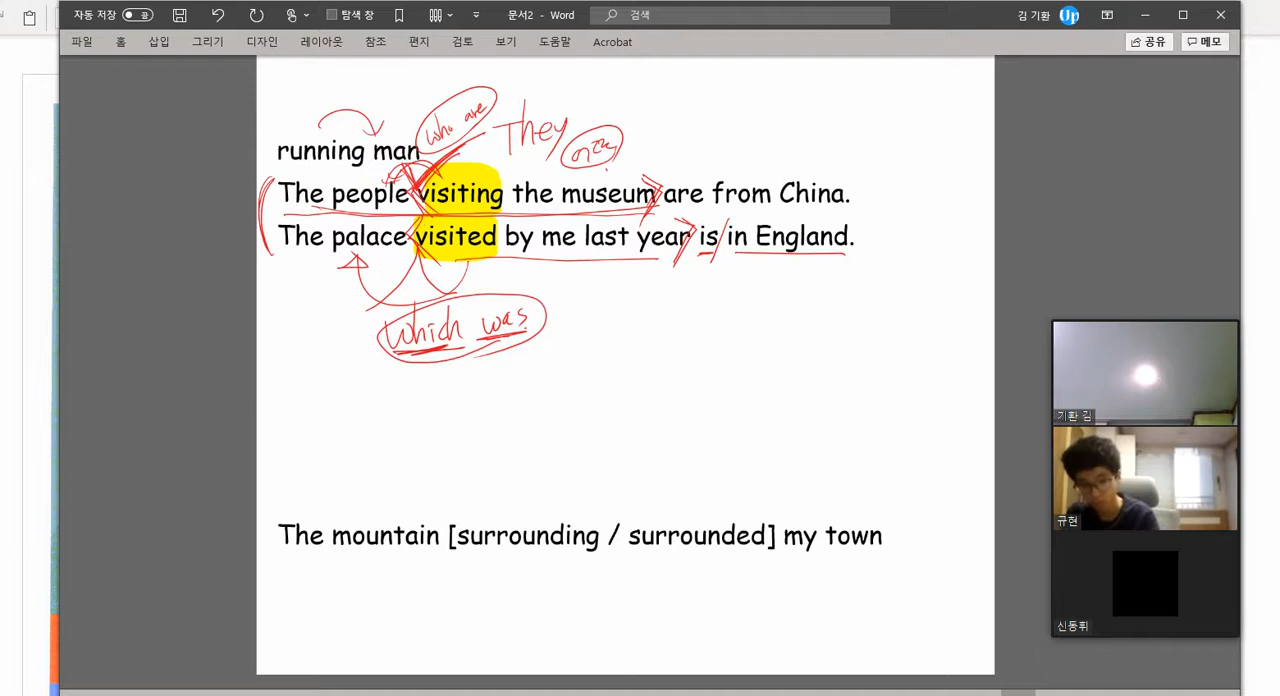 자동 저장 끌 탐색 창 문서2 - Word 검색 김 기환 Up
파일 홈 삽입 그리기 디자인 레이아웃 참조 편지 검토 보기 도움말 Acrobat 공유 메모
who are They
running man
The people visiting the museum are from China.
The palace visited by me last year is in England.
which was
The mountain [surrounding / surrounded] my town
기환 김
규현
신동휘